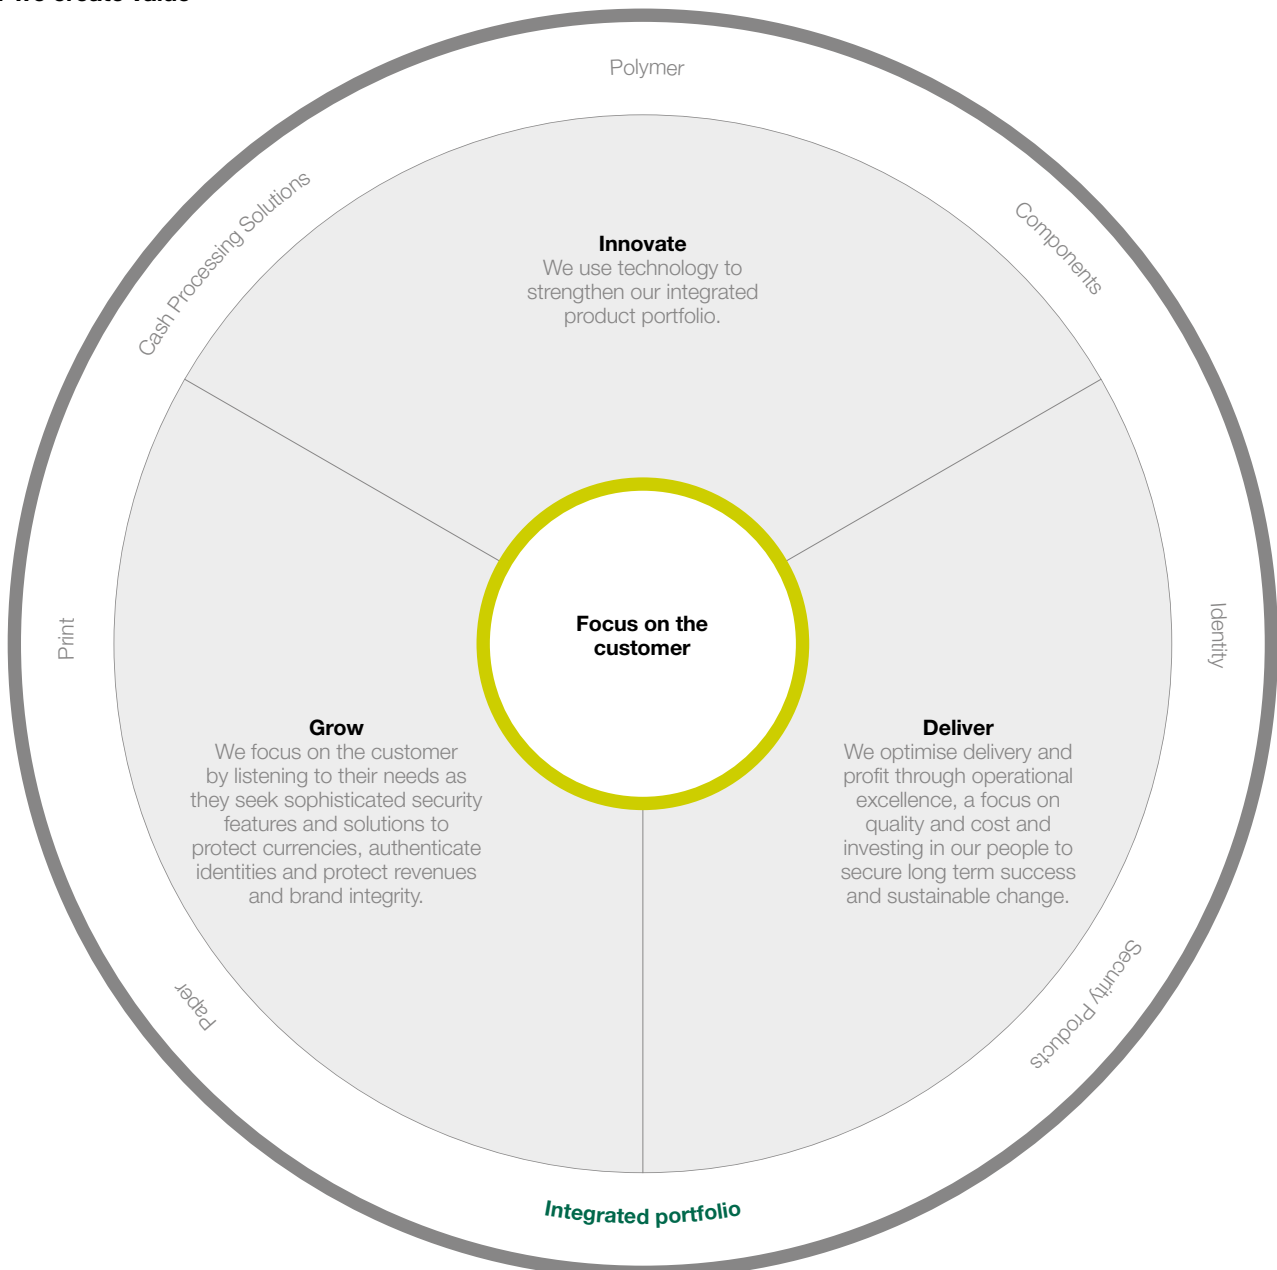 we create value
Polymer
Cash Processing Solutions
Components
Innovate
We use technology to
strengthen our integrated
product portfolio.
Print
Focus on the
customer
Identity
Grow
We focus on the customer
by listening to their needs as
they seek sophisticated security
features and solutions to
protect currencies, authenticate
identities and protect revenues
and brand integrity.
Deliver
We optimise delivery and
profit through operational
excellence, a focus on
quality and cost and
investing in our people to
secure long term success
and sustainable change.
Paper
Security Products
Integrated portfolio